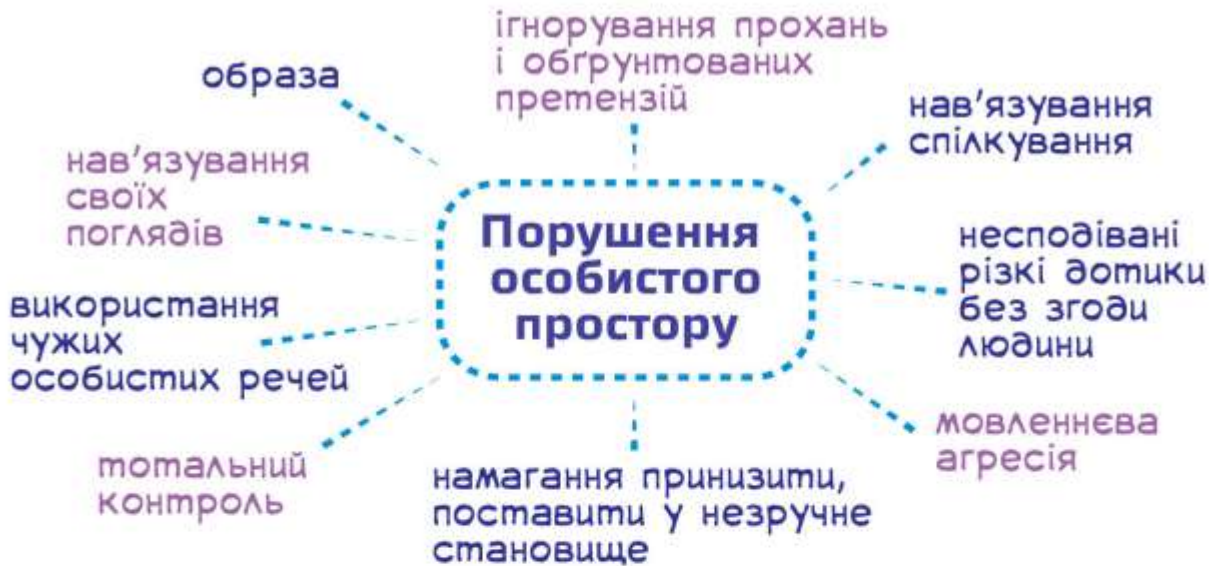 ігнорування прохань
і обґрунтованих
претензій
образа
нав’язування
спілкування
нав’язування
своїх
поглядів
Порушення
особистого
простору
несподівані
різкі дотики
без згоди
людини
використання
чужих
особистих речей
мовленнєва
агресія
тотальний
контроль
намагання принизити,
поставити у незручне
становище